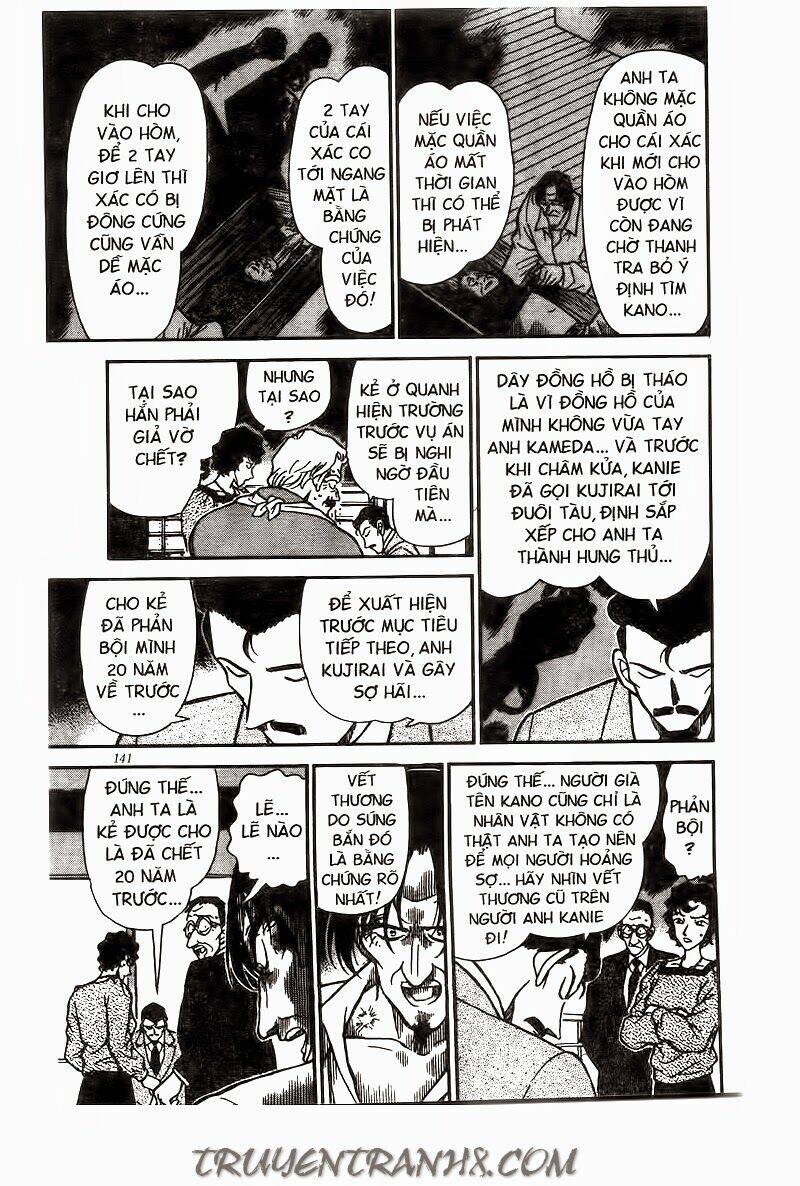 ANH TA
KHÔNG MẶC
QUẦN ÁO
CHO CÁI XÁC
KHI MỚI CHO
VÀO HÒM
ĐƯỢC VÌ
CÒN ĐANG
CHỜ THANH
TRA BỎ Ý
ĐỊNH TÌM
KANO...
NẾU VIỆC
MẶC QUẦN
ÁO MẤT
THỜI GIAN,
THÌ CÓ THỂ
BỊ PHÁT
HIỆN...
2 TAY
CỦA CÁI
XÁC CO
TỚI NGANG
MẶT LÀ
BẰNG
CHỨNG
CỦA VIỆC
ĐÓ!
KHI CHO
VÀO HÒM,
ĐỂ 2 TAY
GIƠ LÊN THÌ
XÁC CÓ BỊ
ĐÔNG CỨNG
CŨNG VẪN
DỀ MẶC
ÁO...
DÂY ĐỒNG HỒ BỊ THÁO
LÀ VÌ ĐỒNG HỒ CỦA
MÌNH KHÔNG VỪA TAY
ANH KAMEDA... VÀ TRƯỚC
KHI CHÂM KỬA, KANIE
ĐÃ GỌI KUJIRAI TỚI
ĐUÔI TÀU, ĐỊNH SẮP
XẾP CHO ANH TA
THÀNH HUNG THỦ...
KẺ Ở QUANH
HIỆN TRƯỜNG
TRƯỚC VỤ ÁN
SẼ BỊ NGHI
NGỜ ĐẦU
TIÊN
MÀ...
NHƯNG
TẠI SAO
?
TẠI SAO
HẮN PHẢI
GIẢ VỜ
CHẾT?
ĐỂ XUẤT HIỆN
TRƯỚC MỤC TIÊU
TIẾP THEO, ANH
KUJIRAI VÀ GÂY
SỢ HÃI...
CHO KẺ
ĐÃ PHẢN
BỘI MÌNH
20 NĂM
VỀ TRƯỚC
...
141
PHẢN
BỘI
?
ĐÚNG THẾ... NGƯỜI GIÀ
TÊN KANO CŨNG CHỈ LÀ
NHÂN VẬT KHÔNG CÓ
THẬT ANH TA TẠO NÊN
ĐỂ MỌI NGƯỜI HOẢNG
SỢ... HÃY NHÌN VẾT
THƯƠNG CŨ TRÊN
NGƯỜI ANH KANIE
ĐI!
VẾT
THƯƠNG
DO SÚNG
BẮN ĐÓ
LÀ BẰNG
CHỨNG RÕ
NHẤT!
LẼ...
LẼ NÀO
...
ĐÚNG THẾ...
ANH TA LÀ
KẺ ĐƯỢC CHO
LÀ ĐÃ CHẾT
20 NĂM
TRƯỚC...
TRUYENTRANH8.COM